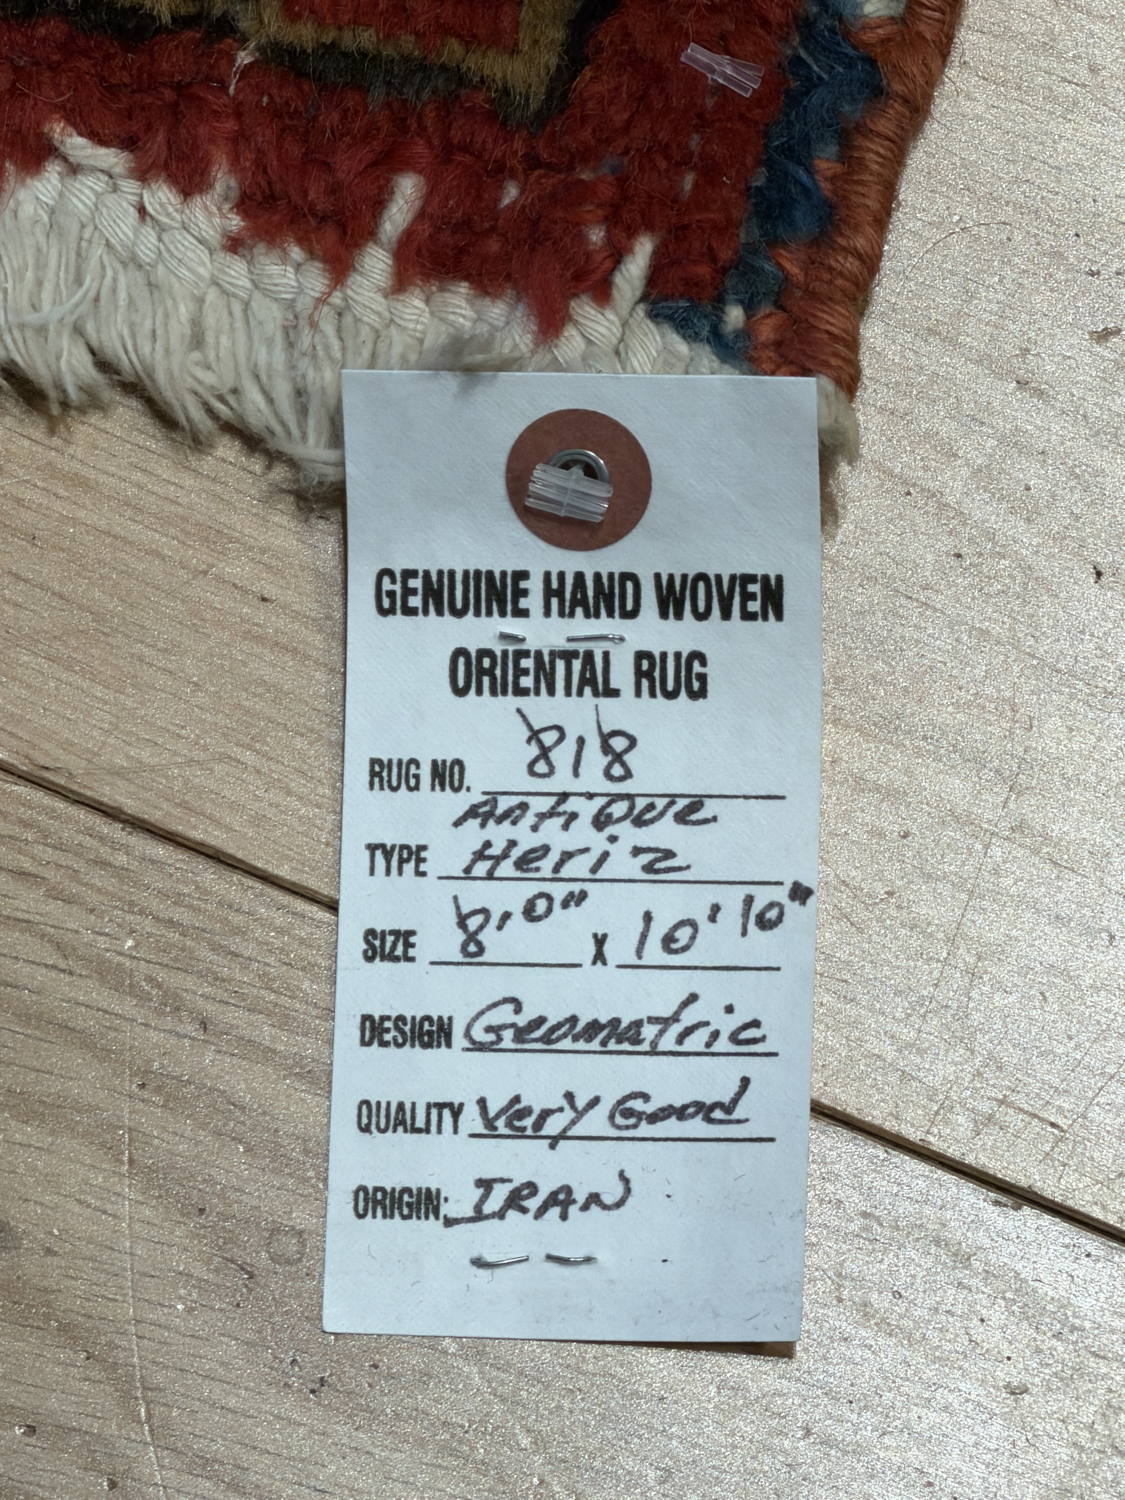 GENUINE HAND WOVEN
ORIENTAL RUG
RUG NO. 818
Antique
TYPE Heriz
SIZE 8'0" X 10'10"
DESIGN Geomatric
QUALITY Very Good
ORIGIN: IRAN